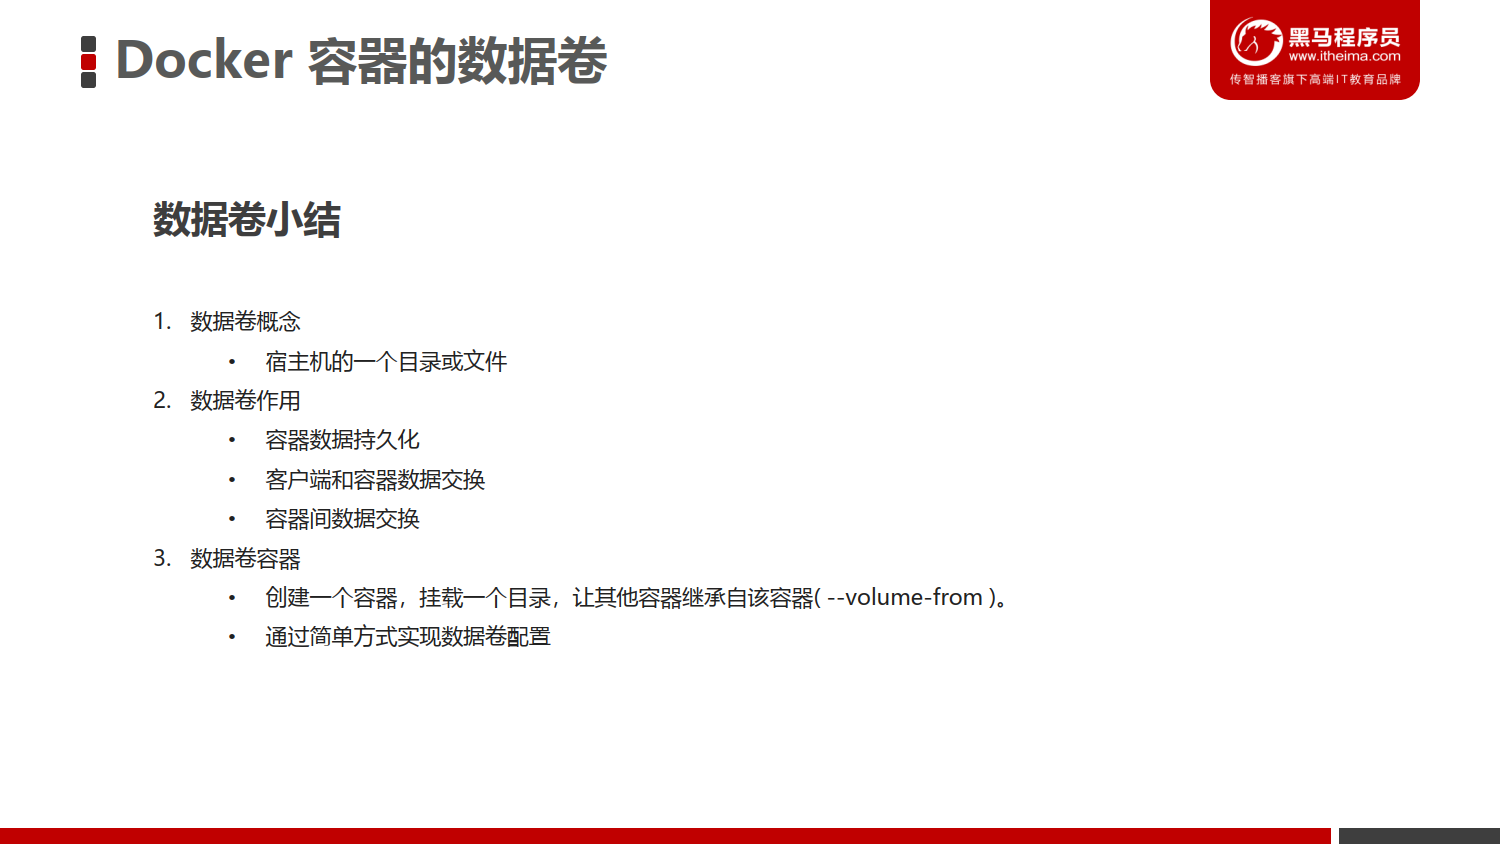 Docker 容器的数据卷
黑马程序员
www.itheima.com
传智播客旗下高端IT教育品牌
数据卷小结
1. 数据卷概念
• 宿主机的一个目录或文件
2. 数据卷作用
• 容器数据持久化
• 客户端和容器数据交换
• 容器间数据交换
3. 数据卷容器
• 创建一个容器，挂载一个目录，让其他容器继承自该容器( --volume-from )。
• 通过简单方式实现数据卷配置